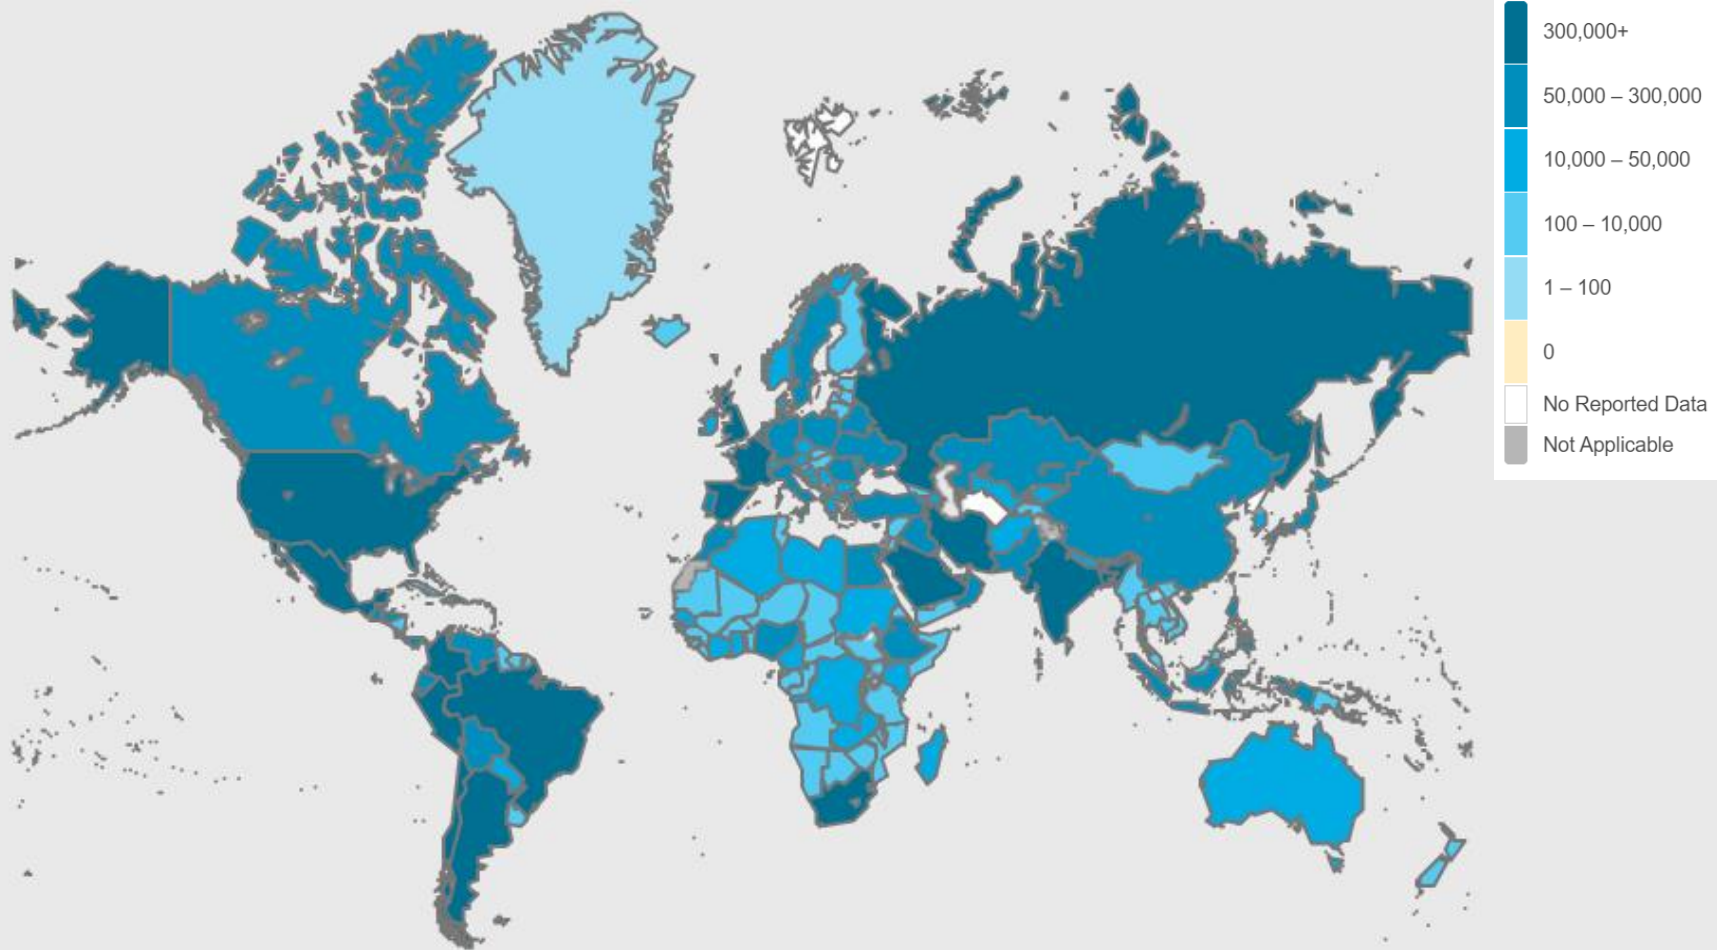 300,000+
50,000 – 300,000
10,000 – 50,000
100 – 10,000
1 – 100
0
No Reported Data
Not Applicable